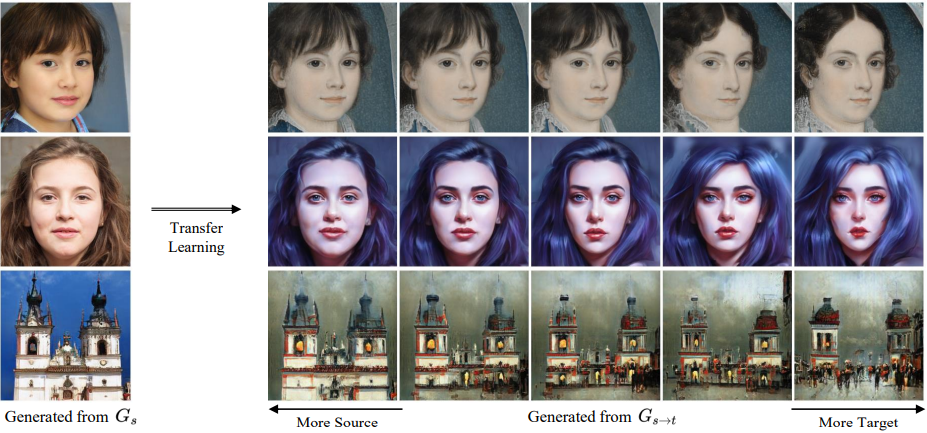 Transfer
Learning
Generated from G_s
More Source
Generated from G_{s→t}
More Target